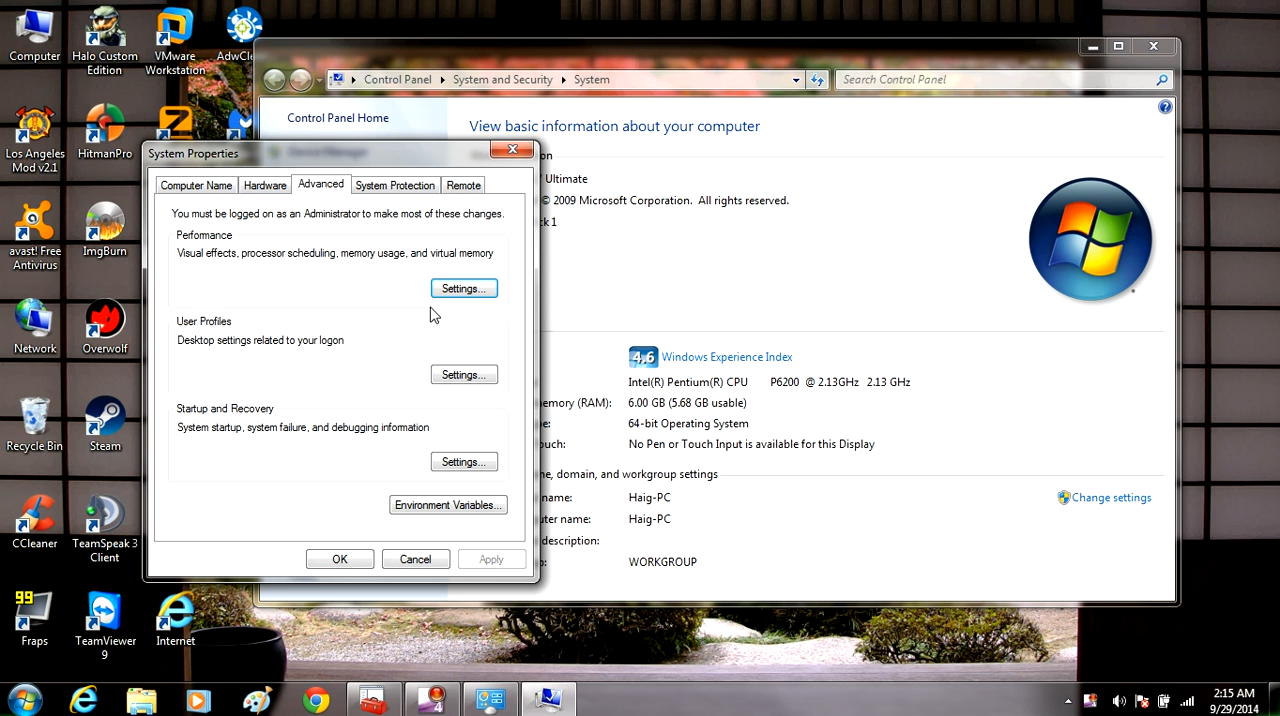 Computer
Halo Custom
Edition
VMware
Workstation
AdwCle
Los Angeles
Mod v2.1
HitmanPro
avast! Free
Antivirus
ImgBurn
Network
Overwolf
Recycle Bin
Steam
CCleaner
TeamSpeak 3
Client
99
Fraps
TeamViewer
9
Internet
Control Panel
System and Security
System
Search Control Panel
Control Panel Home
Device Manager
View basic information about your computer
on
Ultimate
© 2009 Microsoft Corporation. All rights reserved.
ck 1
4.6 Windows Experience Index
Intel(R) Pentium(R) CPU P6200 @ 2.13GHz 2.13 GHz
emory (RAM): 6.00 GB (5.68 GB usable)
e: 64-bit Operating System
ouch: No Pen or Touch Input is available for this Display
ne, domain, and workgroup settings
name: Haig-PC
Change settings
uter name: Haig-PC
description:
p: WORKGROUP
System Properties
Computer Name
Hardware
Advanced
System Protection
Remote
You must be logged on as an Administrator to make most of these changes.
Performance
Visual effects, processor scheduling, memory usage, and virtual memory
Settings...
User Profiles
Desktop settings related to your logon
Settings...
Startup and Recovery
System startup, system failure, and debugging information
Settings...
Environment Variables...
OK
Cancel
Apply
4
2:15 AM
9/29/2014